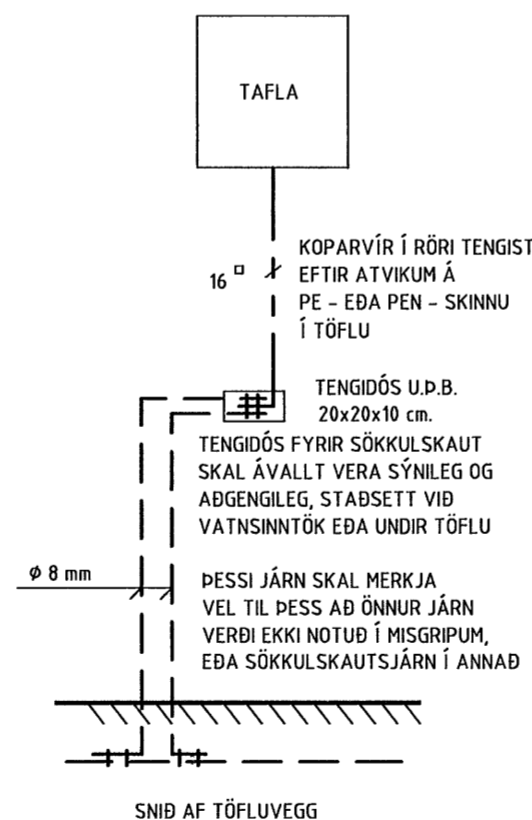 TAFLA
KOPARVÍR Í RÖRI TENGIST
EFTIR ATVIKUM Á
PE - EÐA PEN - SKINNU
Í TÖFLU
16 □
TENGIDÓS U.Þ.B.
20x20x10 cm.
TENGIDÓS FYRIR SÖKKULSKAUT
SKAL ÁVALLT VERA SÝNILEG OG
AÐGENGILEG, STAÐSETT VIÐ
VATNSINNTÖK EÐA UNDIR TÖFLU
ø 8 mm
ÞESSI JÁRN SKAL MERKJA
VEL TIL ÞESS AÐ ÖNNUR JÁRN
VERÐI EKKI NOTUÐ Í MISGRIPUM,
EÐA SÖKKULSKAUTSJÁRN Í ANNAÐ
SNIÐ AF TÖFLUVEGG